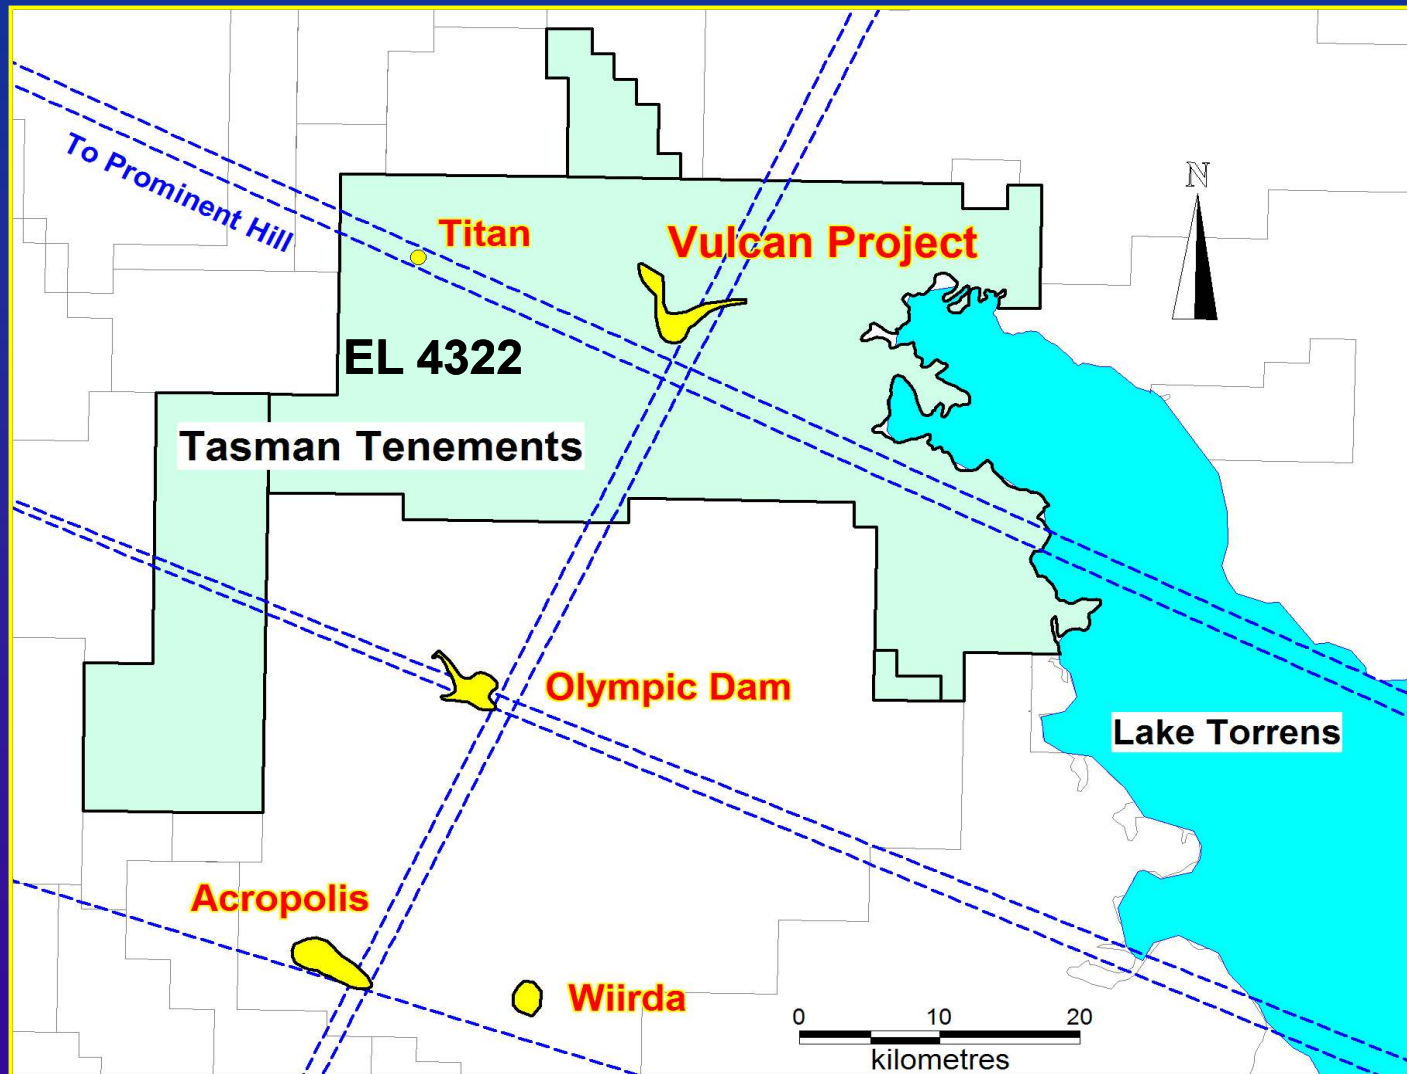 To Prominent Hill
N
Titan
Vulcan Project
EL 4322
Tasman Tenements
Olympic Dam
Lake Torrens
Acropolis
Wiirda
0 10 20
kilometres